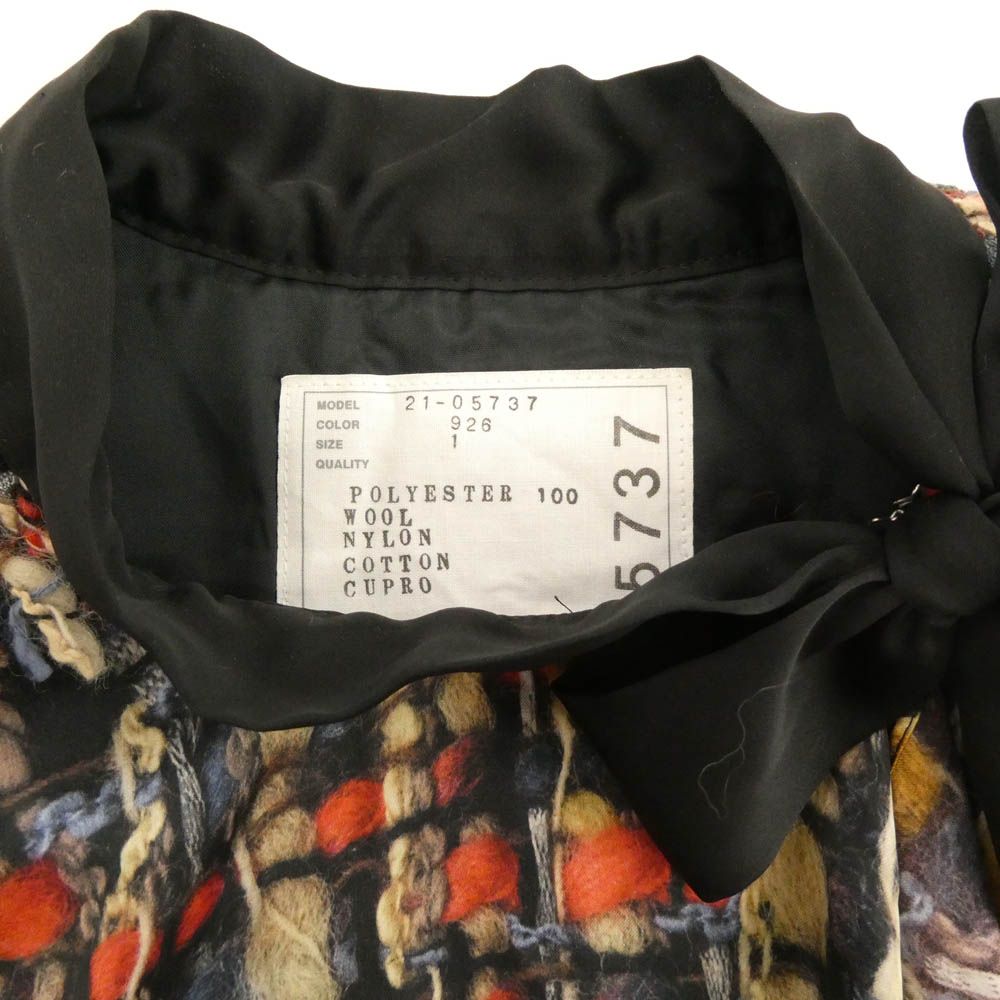 MODEL 21-05737
COLOR 926
SIZE 1
QUALITY
POLYESTER 100
WOOL
NYLON
COTTON
CUPRO
5737